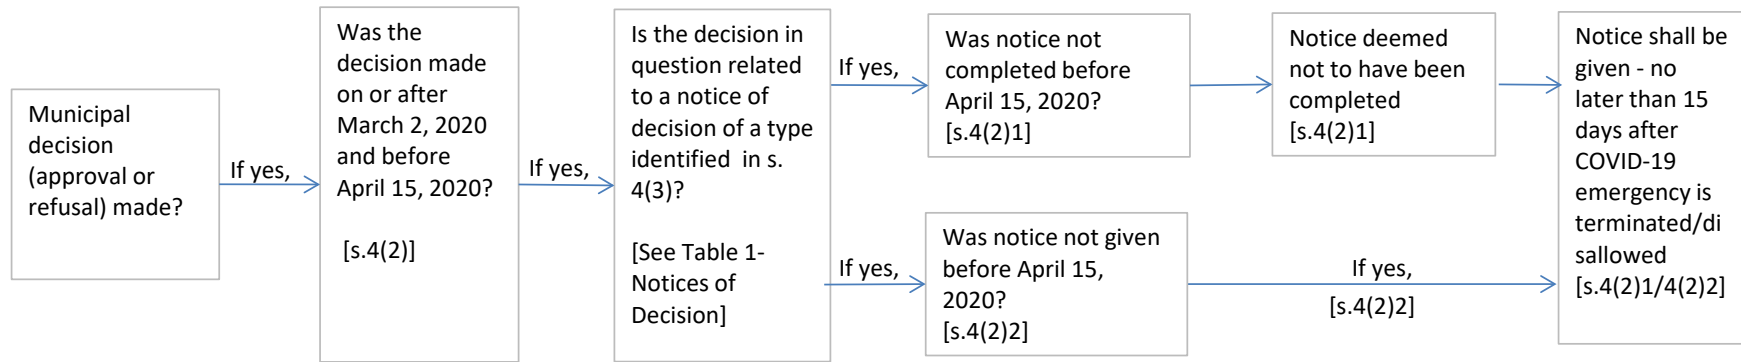 Municipal
decision
(approval or
refusal) made?
If yes,
Was the
decision made
on or after
March 2, 2020
and before
April 15, 2020?
[s.4(2)]
If yes,
Is the decision in
question related
to a notice of
decision of a type
identified in s.
4(3)?
[See Table 1-
Notices of
Decision]
If yes,
Was notice not
completed before
April 15, 2020?
[s.4(2)1]
Notice deemed
not to have been
completed
[s.4(2)1]
If yes,
Was notice not given
before April 15,
2020?
[s.4(2)2]
If yes,
[s.4(2)2]
Notice shall be
given - no
later than 15
days after
COVID-19
emergency is
terminated/di
sallowed
[s.4(2)1/4(2)2]